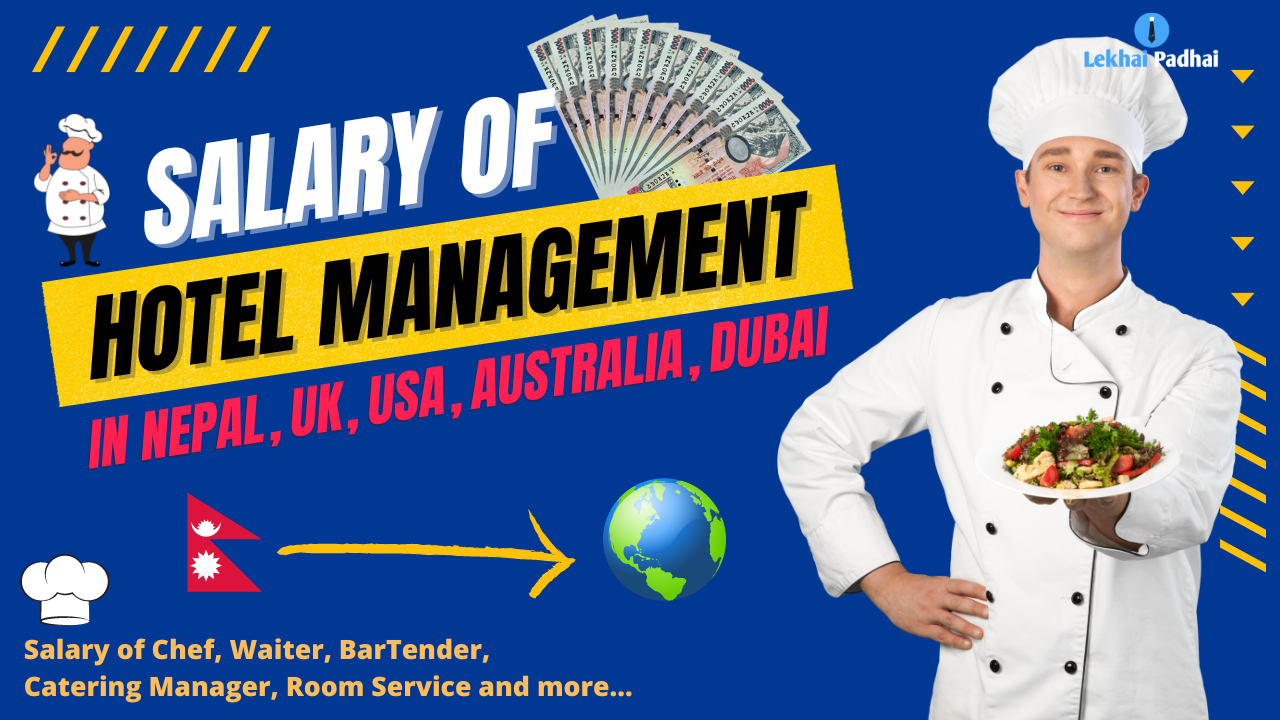 Lekhai Padhai
SALARY OF
HOTEL MANAGEMENT
IN NEPAL, UK, USA, AUSTRALIA, DUBAI
Salary of Chef, Waiter, BarTender,
Catering Manager, Room Service and more...